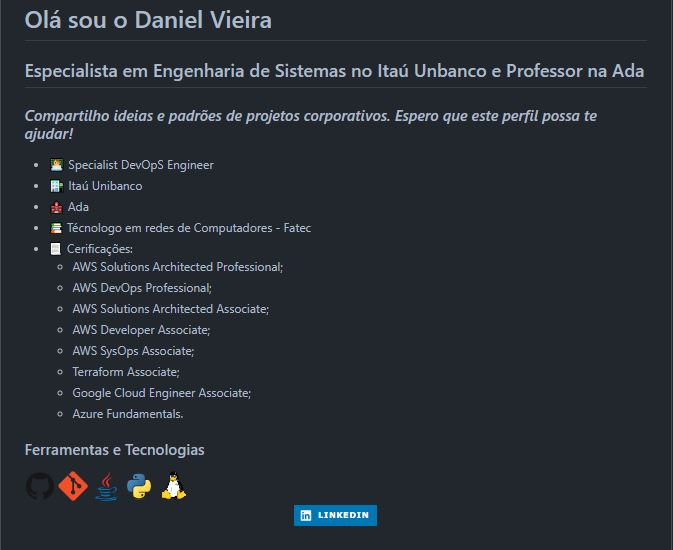 Olá sou o Daniel Vieira
Especialista em Engenharia de Sistemas no Itaú Unbanco e Professor na Ada
Compartilho ideias e padrões de projetos corporativos. Espero que este perfil possa te
ajudar!
Specialist DevOpS Engineer
Itaú Unibanco
Ada
Técnologo em redes de Computadores - Fatec
Cerificações:
AWS Solutions Architected Professional;
AWS DevOps Professional;
AWS Solutions Architected Associate;
AWS Developer Associate;
AWS SysOps Associate;
Terraform Associate;
Google Cloud Engineer Associate;
Azure Fundamentals.
Ferramentas e Tecnologias
in LINKEDIN